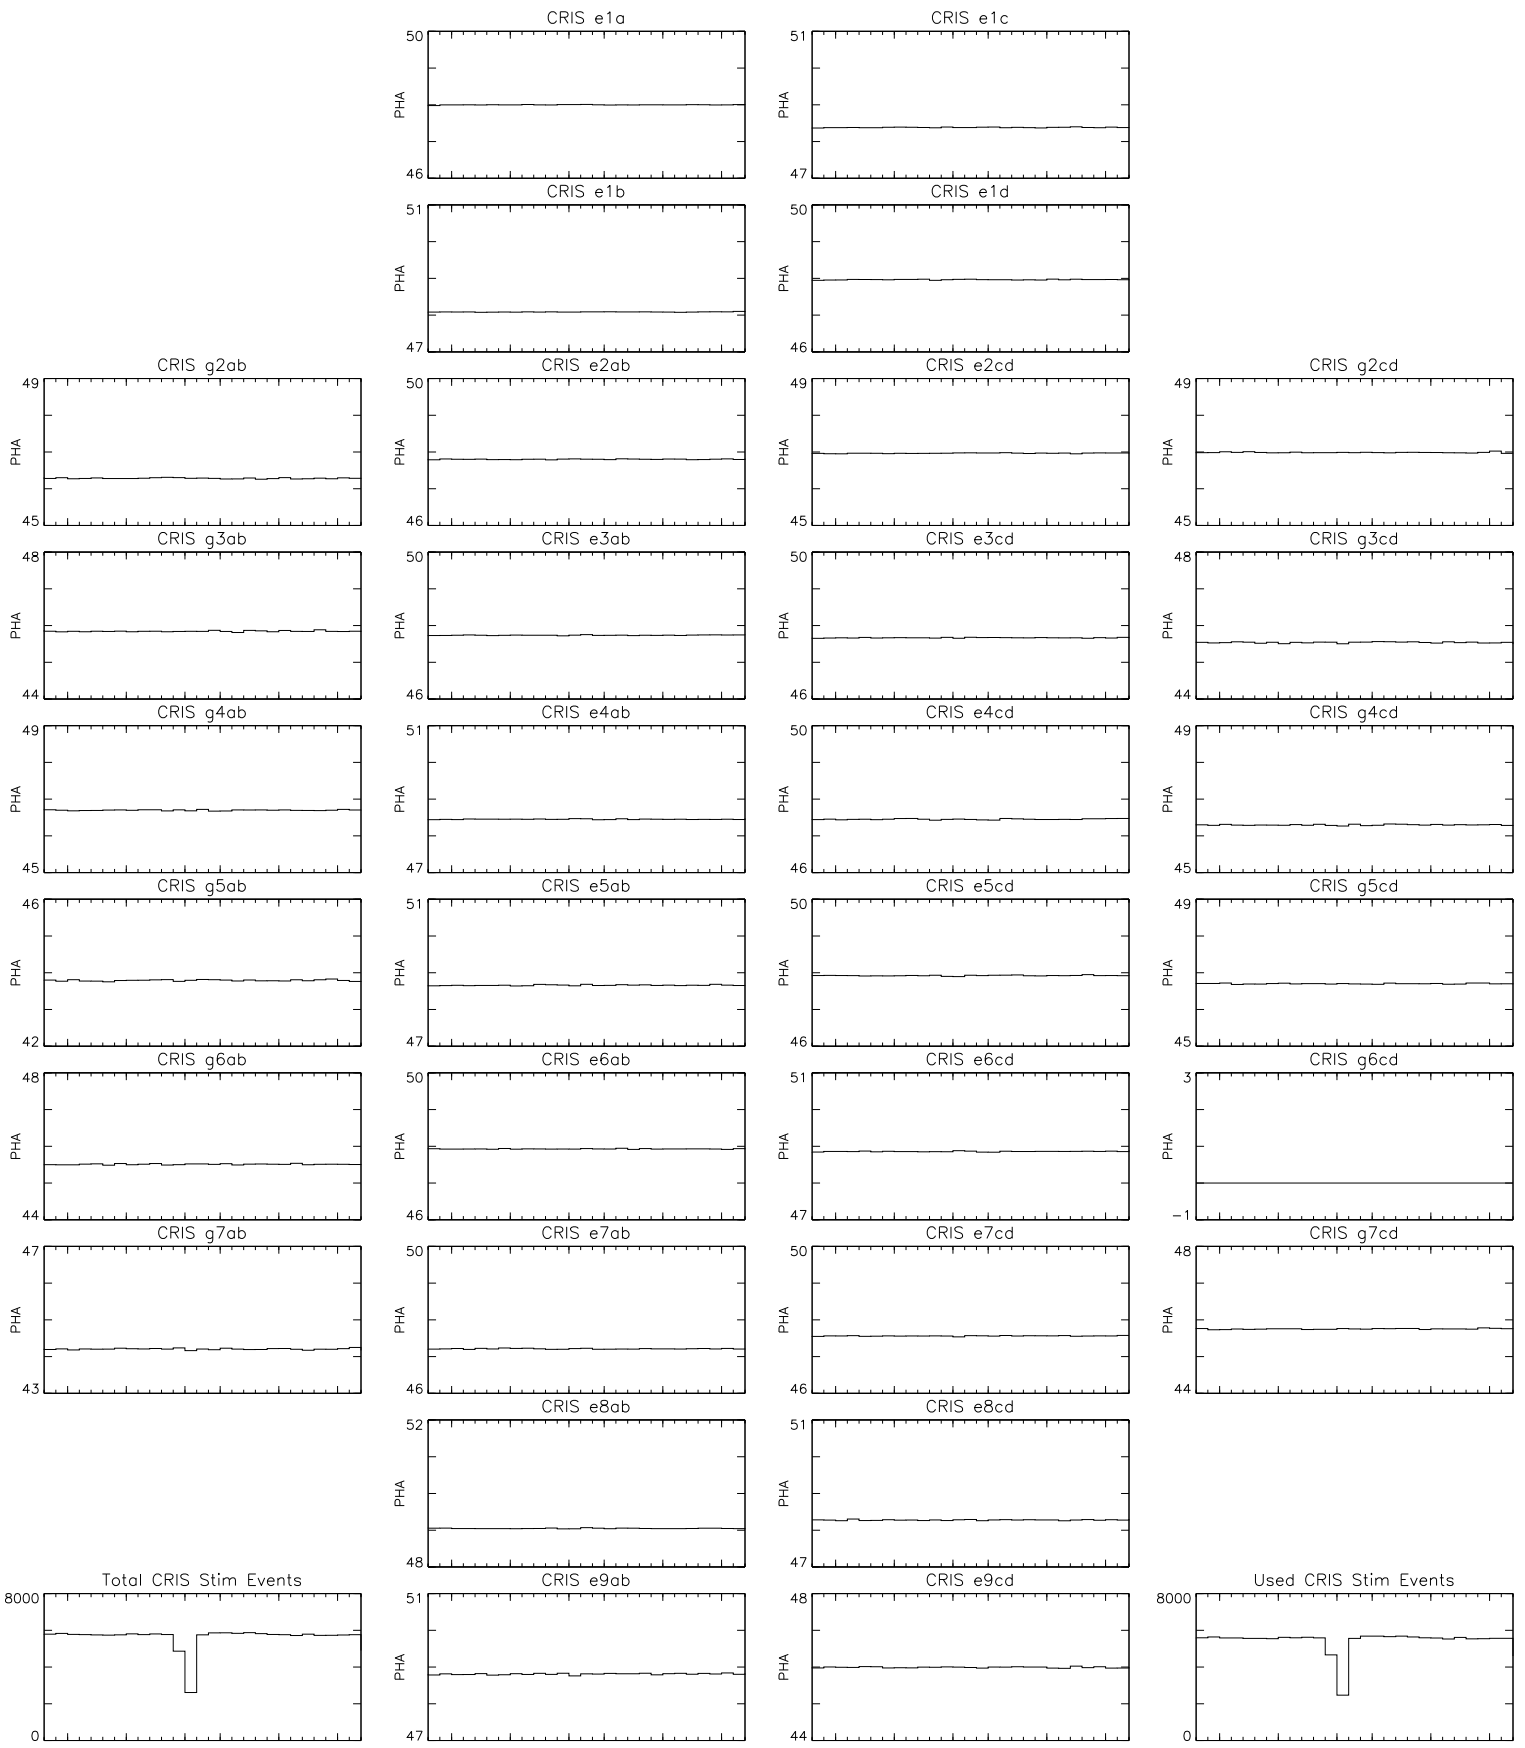 CRIS e1a
CRIS e1c
50
PHA
46
51
PHA
47
CRIS e1b
CRIS e1d
51
PHA
47
50
PHA
46
CRIS g2ab
CRIS e2ab
CRIS e2cd
CRIS g2cd
49
PHA
45
50
PHA
46
49
PHA
45
49
PHA
45
CRIS g3ab
CRIS e3ab
CRIS e3cd
CRIS g3cd
48
PHA
44
50
PHA
46
50
PHA
46
48
PHA
44
CRIS g4ab
CRIS e4ab
CRIS e4cd
CRIS g4cd
49
PHA
45
51
PHA
47
50
PHA
46
49
PHA
45
CRIS g5ab
CRIS e5ab
CRIS e5cd
CRIS g5cd
46
PHA
42
51
PHA
47
50
PHA
46
49
PHA
45
CRIS g6ab
CRIS e6ab
CRIS e6cd
CRIS g6cd
48
PHA
44
50
PHA
46
51
PHA
47
3
PHA
-1
CRIS g7ab
CRIS e7ab
CRIS e7cd
CRIS g7cd
47
PHA
43
50
PHA
46
50
PHA
46
48
PHA
44
CRIS e8ab
CRIS e8cd
52
PHA
48
51
PHA
47
Total CRIS Stim Events
CRIS e9ab
CRIS e9cd
Used CRIS Stim Events
8000
0
51
PHA
47
48
PHA
44
8000
0